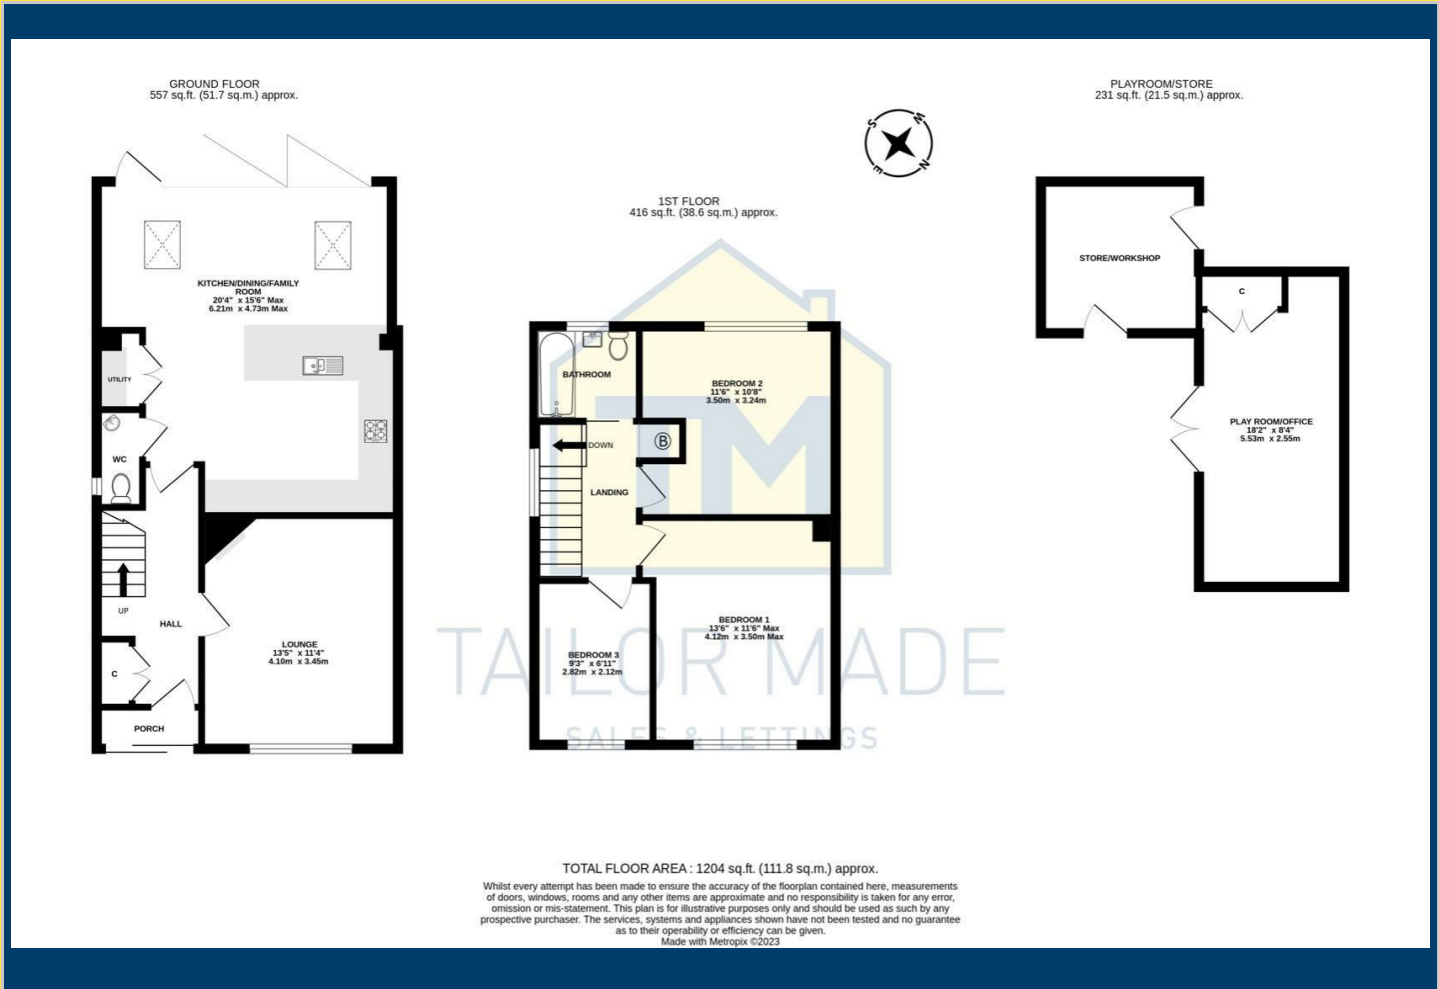 GROUND FLOOR
557 sq.ft. (51.7 sq.m.) approx.
KITCHEN/DINING/FAMILY
ROOM
20'4" x 15'6" Max
6.21m x 4.73m Max
UTILITY
WC
UP
HALL
C
PORCH
LOUNGE
13'5" x 11'4"
4.10m x 3.45m
1ST FLOOR
416 sq.ft. (38.6 sq.m.) approx.
BATHROOM
BEDROOM 2
11'6" x 10'8"
3.50m x 3.24m
DOWN
B
LANDING
BEDROOM 1
13'6" x 11'6" Max
4.12m x 3.50m Max
BEDROOM 3
9'3" x 6'11"
2.82m x 2.12m
TM
TAILOR MADE
SALES & LETTINGS
S
W
E
N
PLAYROOM/STORE
231 sq.ft. (21.5 sq.m.) approx.
STORE/WORKSHOP
C
PLAY ROOM/OFFICE
18'2" x 8'4"
5.53m x 2.55m
TOTAL FLOOR AREA : 1204 sq.ft. (111.8 sq.m.) approx.
Whilst every attempt has been made to ensure the accuracy of the floorplan contained here, measurements
of doors, windows, rooms and any other items are approximate and no responsibility is taken for any error,
omission or mis-statement. This plan is for illustrative purposes only and should be used as such by any
prospective purchaser. The services, systems and appliances shown have not been tested and no guarantee
as to their operability or efficiency can be given.
Made with Metropix ©2023